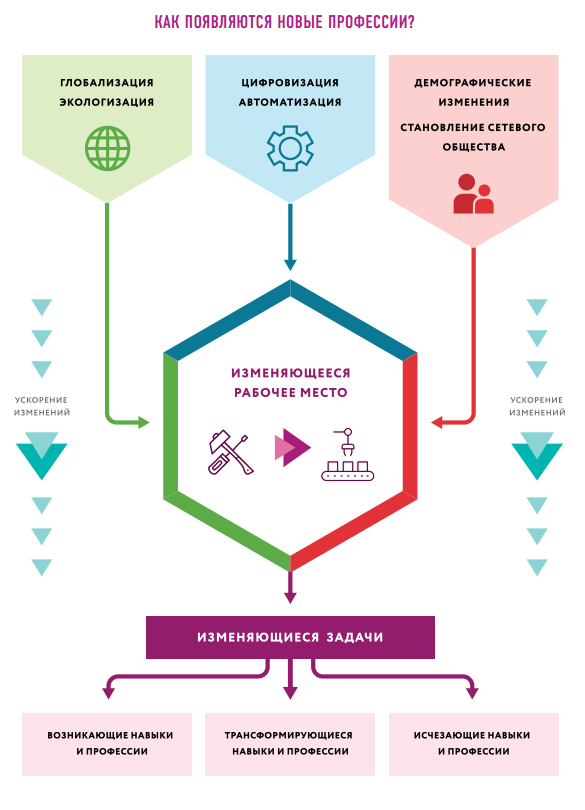 КАК ПОЯВЛЯЮТСЯ НОВЫЕ ПРОФЕССИИ?
ГЛОБАЛИЗАЦИЯ
ЭКОЛОГИЗАЦИЯ
ЦИФРОВИЗАЦИЯ
АВТОМАТИЗАЦИЯ
ДЕМОГРАФИЧЕСКИЕ
ИЗМЕНЕНИЯ
СТАНОВЛЕНИЕ СЕТЕВОГО
ОБЩЕСТВА
ИЗМЕНЯЮЩЕЕСЯ
РАБОЧЕЕ МЕСТО
УСКОРЕНИЕ
ИЗМЕНЕНИЙ
УСКОРЕНИЕ
ИЗМЕНЕНИЙ
ИЗМЕНЯЮЩИЕСЯ ЗАДАЧИ
ВОЗНИКАЮЩИЕ НАВЫКИ
И ПРОФЕССИИ
ТРАНСФОРМИРУЮЩИЕСЯ
НАВЫКИ И ПРОФЕССИИ
ИСЧЕЗАЮЩИЕ НАВЫКИ
И ПРОФЕССИИ